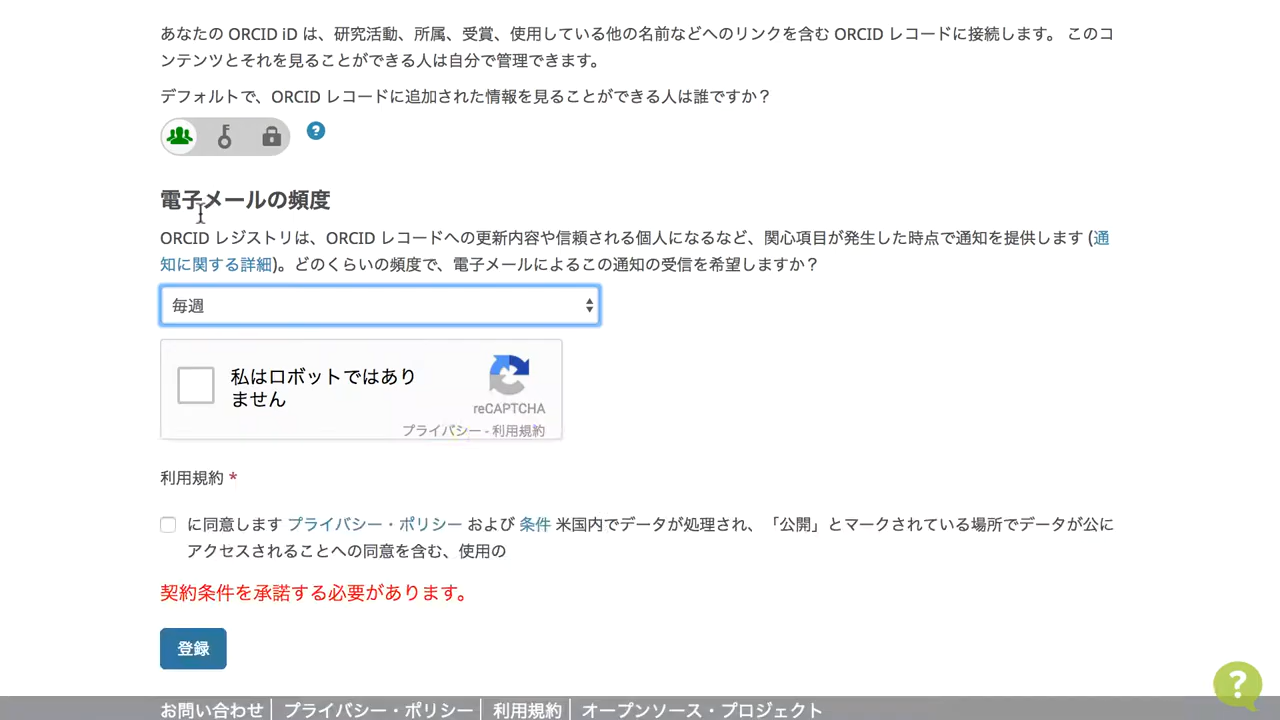 あなたの ORCID iD は、研究活動、所属、受賞、使用している他の名前などへのリンクを含む ORCID レコードに接続します。 このコ
ンテンツとそれを見ることができる人は自分で管理できます。
デフォルトで、ORCID レコードに追加された情報を見ることができる人は誰ですか？
?
電子メールの頻度
ORCID レジストリは、ORCID レコードへの更新内容や信頼される個人になるなど、関心項目が発生した時点で通知を提供します (通
知に関する詳細)。どのくらいの頻度で、電子メールによるこの通知の受信を希望しますか？
毎週
私はロボットではあり
ません
reCAPTCHA
プライバシー - 利用規約
利用規約 *
に同意します プライバシー・ポリシー および 条件 米国内でデータが処理され、「公開」とマークされている場所でデータが公に
アクセスされることへの同意を含む、使用の
契約条件を承諾する必要があります。
登録
?
お問い合わせ│ プライバシー・ポリシー│ 利用規約│ オープンソース・プロジェクト